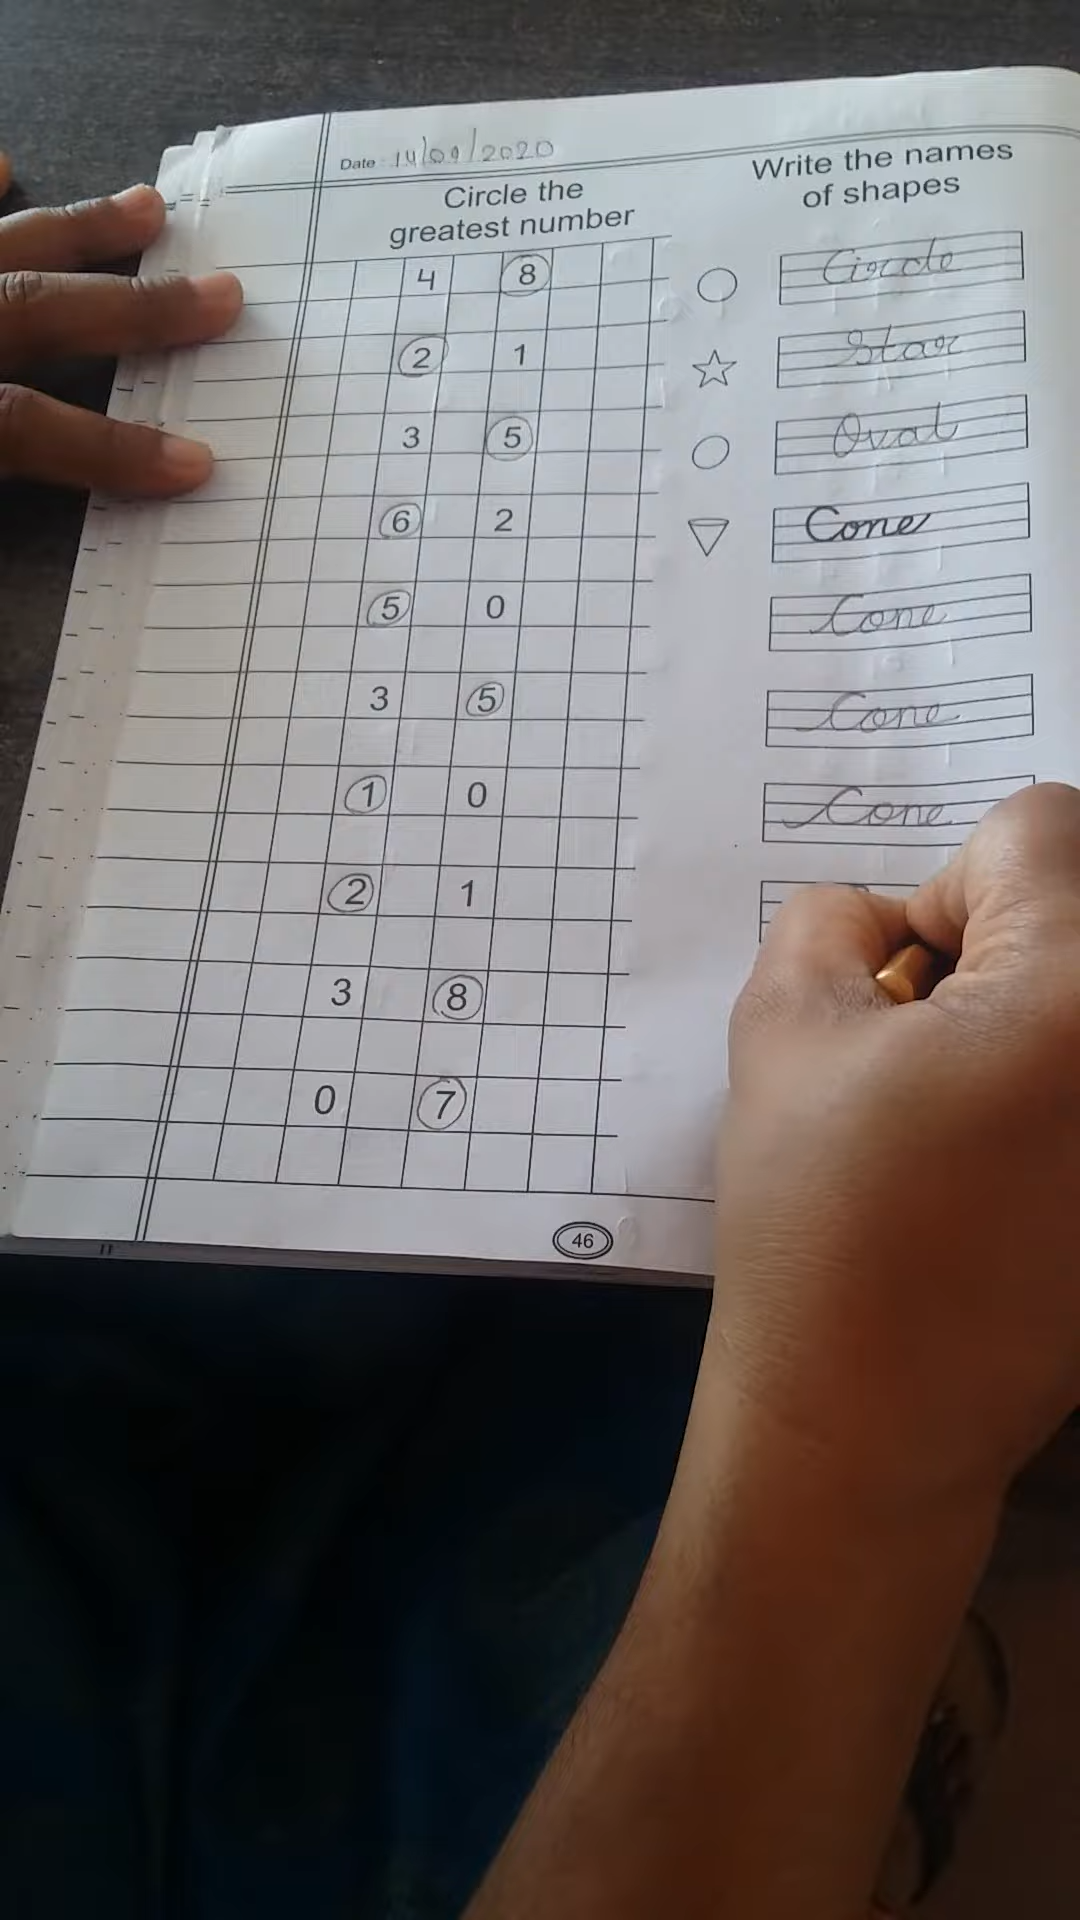 Date : 14/09/2020
Circle the
greatest number
4 8
2 1
3 5
6 2
5 0
3 5
1 0
2 1
3 8
0 7
Write the names
of shapes
Circle
Star
Oval
Cone
Cone
Cone
Cone
46